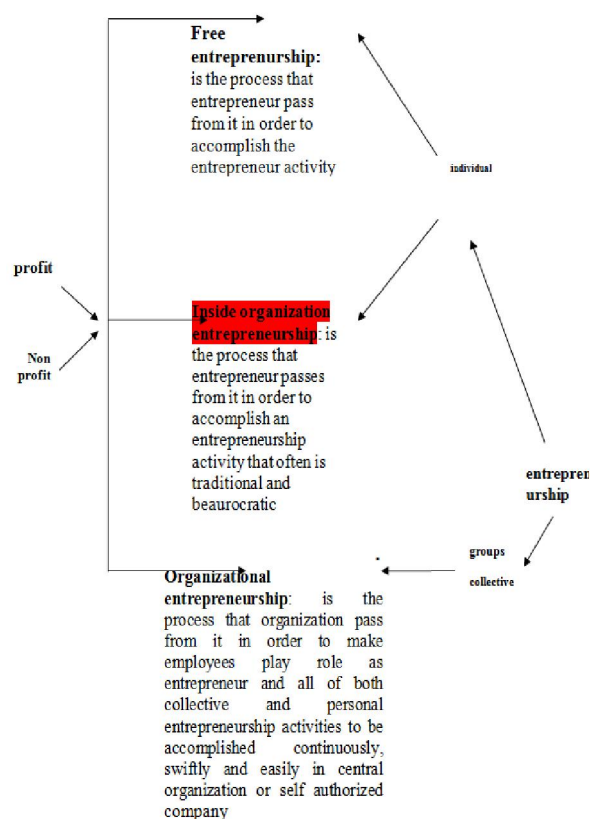 Free
entreprenurship:
is the process that
entrepreneur pass
from it in order to
accomplish the
entrepreneur activity
individual
profit
Non
profit
Inside organization
entrepreneurship: is
the process that
entrepreneur passes
from it in order to
accomplish an
entrepreneurship
activity that often is
traditional and
beaurocratic
entrepren
urship
groups
collective
Organizational
entrepreneurship: is the
process that organization pass
from it in order to make
employees play role as
entrepreneur and all of both
collective and personal
entrepreneurship activities to be
accomplished continuously,
swiftly and easily in central
organization or self authorized
company